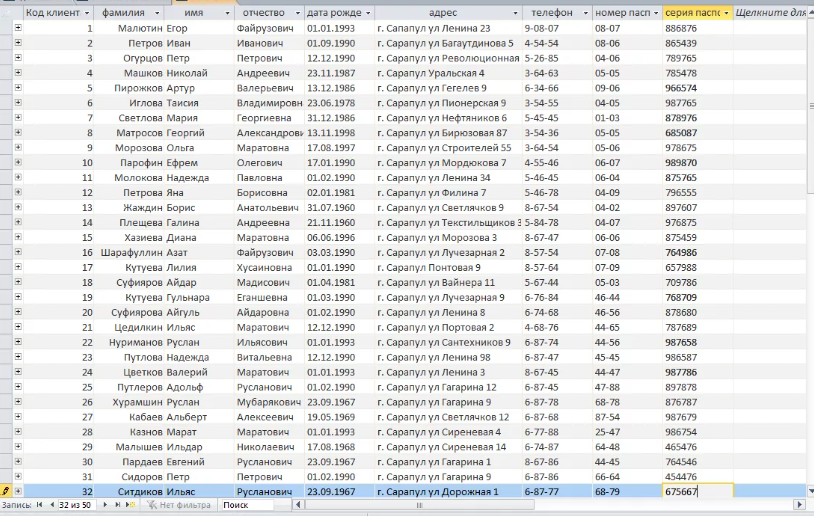 Код клиент фамилия имя отчество дата рожде адрес телефон номер пасп серия паспо Щелкните для
1 Малютин Егор Файрузович 01.01.1993 г. Сапапул ул Ленина 23 9-08-07 08-07 886876
2 Петров Иван Иванович 01.09.1990 г. Сарапул ул Багаутдинова 5 4-54-54 08-06 865439
3 Огурцов Петр Петрович 12.12.1990 г. Сарапул ул Революционная 5-26-85 04-06 789765
4 Машков Николай Андреевич 23.11.1987 г. Сарапул Уральская 4 3-64-63 05-05 785478
5 Пирожков Артур Валерьевич 13.12.1986 г. Сарапул ул Гегелев 9 6-34-66 09-06 966574
6 Иглова Таисия Владимировн 23.06.1978 г. Сарапул ул Пионерская 9 3-54-55 04-05 987765
7 Светлова Мария Георгиевна 31.12.1986 г. Сарапул ул Нефтяников 6 5-45-45 01-03 878976
8 Матросов Георгий Александрови 13.11.1998 г. Сарапул ул Бирюзовая 87 3-54-36 05-05 685087
9 Морозова Ольга Маратовна 17.08.1997 г. Сарапул ул Строителей 55 3-64-54 05-06 978675
10 Парофин Ефрем Олегович 17.01.1990 г. Сарапул ул Мордюкова 7 4-55-46 06-07 989870
11 Молокова Надежда Павловна 01.02.1990 г. Сарапул ул Ленина 34 5-46-45 06-04 875765
12 Петрова Яна Борисовна 02.01.1981 г. Сарапул ул Филина 7 5-46-78 04-09 796555
13 Жаждин Борис Анатольевич 31.07.1960 г. Сарапул ул Светлячков 9 8-67-54 04-02 897607
14 Плещева Галина Андреевна 21.11.1960 г. Сарапул ул Текстильщиков 3 5-84-78 04-07 976875
15 Хазиева Диана Маратовна 06.06.1996 г. Сарапул ул Морозова 3 8-67-47 06-06 875459
16 Шарафуллин Азат Файрузович 03.03.1990 г. Сарапул ул Лучезарная 2 8-57-54 07-08 764986
17 Кутуева Лилия Хусаиновна 01.01.1990 г. Сарапул Понтовая 9 8-57-64 07-09 657988
18 Суфияров Айдар Мадисович 01.04.1981 г. Сарапул ул Вайнера 11 5-67-44 05-03 709786
19 Кутуева Гульнара Еганшевна 01.03.1990 г. Сарапул ул Лучезарная 9 6-76-84 46-44 768709
20 Суфиярова Айгуль Айдаровна 01.02.1990 г. Сарапул ул Ленина 8 6-74-68 46-56 878680
21 Цедилкин Ильяс Маратович 12.12.1990 г. Сарапул ул Портовая 2 4-68-76 44-65 787689
22 Нуриманов Руслан Ильясович 01.01.1993 г. Сарапул ул Сантехников 9 6-87-94 44-56 987658
23 Путлова Надежда Витальевна 12.12.1990 г. Сарапул ул Ленина 98 6-87-47 45-45 986587
24 Цветков Валерий Маратович 01.01.1993 г. Сарапул ул Ленина 3 8-67-45 44-47 987786
25 Путлеров Адольф Русланович 01.02.1990 г. Сарапул ул Гагарина 12 6-87-45 47-88 897878
26 Хурамшин Руслан Мубарякович 23.09.1967 г. Сарапул ул Гагарина 9 6-87-78 68-78 876787
27 Кабаев Альберт Алексеевич 19.05.1969 г. Сарапул ул Светлячков 12 6-87-68 87-54 987679
28 Казнов Марат Маратович 01.01.1993 г. Сарапул ул Сиреневая 4 6-77-88 25-47 986754
29 Малышев Ильдар Николаевич 17.08.1968 г. Сарапул ул Сиреневая 14 6-74-87 64-48 465476
30 Пардаев Евгений Русланович 23.09.1967 г. Сарапул ул Гагарина 1 8-67-86 44-45 764546
31 Сидоров Петр Петрович 01.02.1990 г. Сарапул ул Гагарина 9 6-87-86 66-64 454476
32 Ситдиков Ильяс Русланович 23.09.1967 г. Сарапул ул Дорожная 1 6-87-77 68-79 675667
Запись: 32 из 50 Нет фильтра Поиск